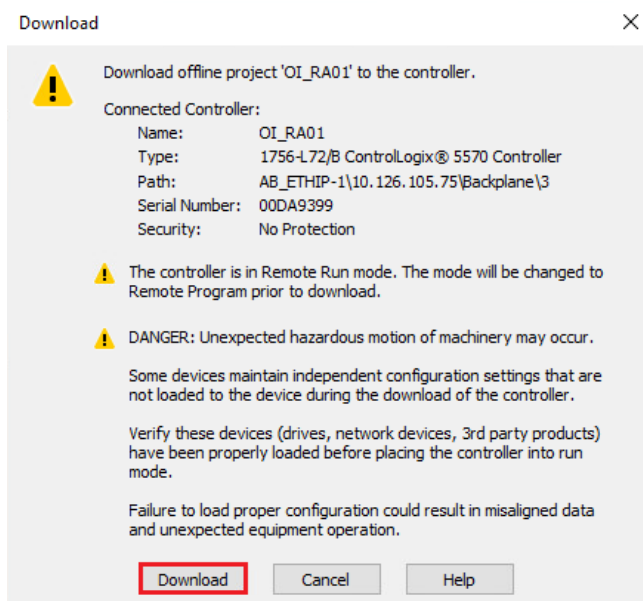 Download
Download offline project 'OI_RA01' to the controller.
Connected Controller:
Name: OI_RA01
Type: 1756-L72/B ControlLogix® 5570 Controller
Path: AB_ETHIP-1\10.126.105.75\Backplane\3
Serial Number: 00DA9399
Security: No Protection
The controller is in Remote Run mode. The mode will be changed to
Remote Program prior to download.
DANGER: Unexpected hazardous motion of machinery may occur.
Some devices maintain independent configuration settings that are
not loaded to the device during the download of the controller.
Verify these devices (drives, network devices, 3rd party products)
have been properly loaded before placing the controller into run
mode.
Failure to load proper configuration could result in misaligned data
and unexpected equipment operation.
Download Cancel Help